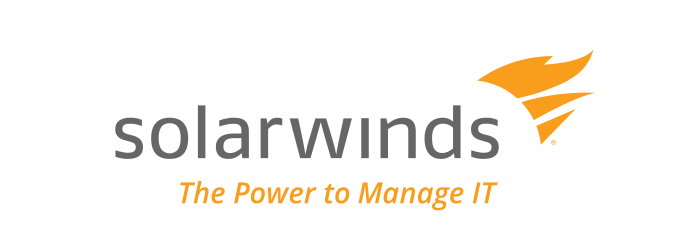 solarwinds
®
The Power to Manage IT